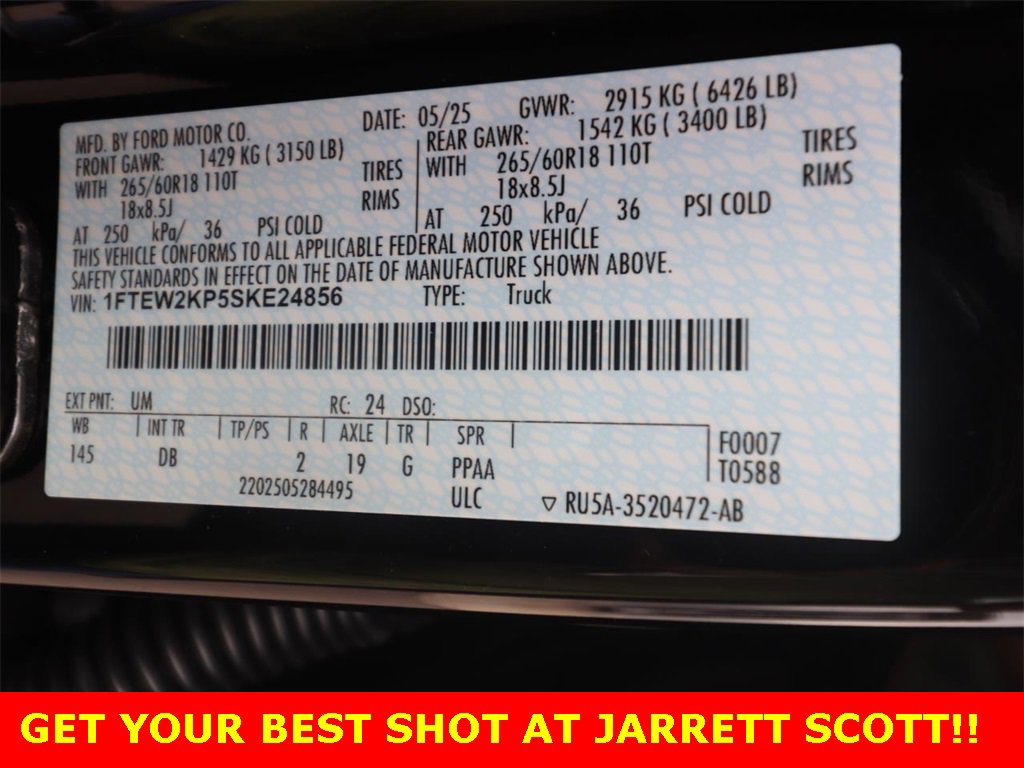 MFD. BY FORD MOTOR CO. DATE: 05/25 GVWR: 2915 KG ( 6426 LB)
FRONT GAWR: 1429 KG ( 3150 LB) REAR GAWR: 1542 KG ( 3400 LB)
WITH 265/60R18 110T TIRES WITH 265/60R18 110T TIRES
18x8.5J RIMS 18x8.5J RIMS
AT 250 kPa/ 36 PSI COLD AT 250 kPa/ 36 PSI COLD
THIS VEHICLE CONFORMS TO ALL APPLICABLE FEDERAL MOTOR VEHICLE
SAFETY STANDARDS IN EFFECT ON THE DATE OF MANUFACTURE SHOWN ABOVE.
VIN: 1FTEW2KP5SKE24856 TYPE: Truck
EXT PNT: UM RC: 24 DSO:
WB INT TR TP/PS R AXLE TR SPR F0007
145 DB 2 19 G PPAA T0588
2202505284495 ULC ▽ RU5A-3520472-AB
GET YOUR BEST SHOT AT JARRETT SCOTT!!